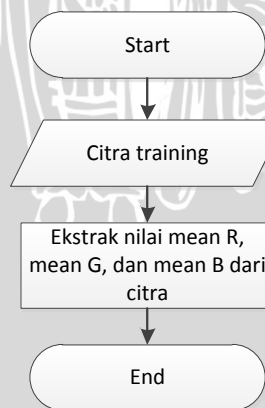 Start
Citra training
Ekstrak nilai mean R,
mean G, dan mean B dari
citra
End